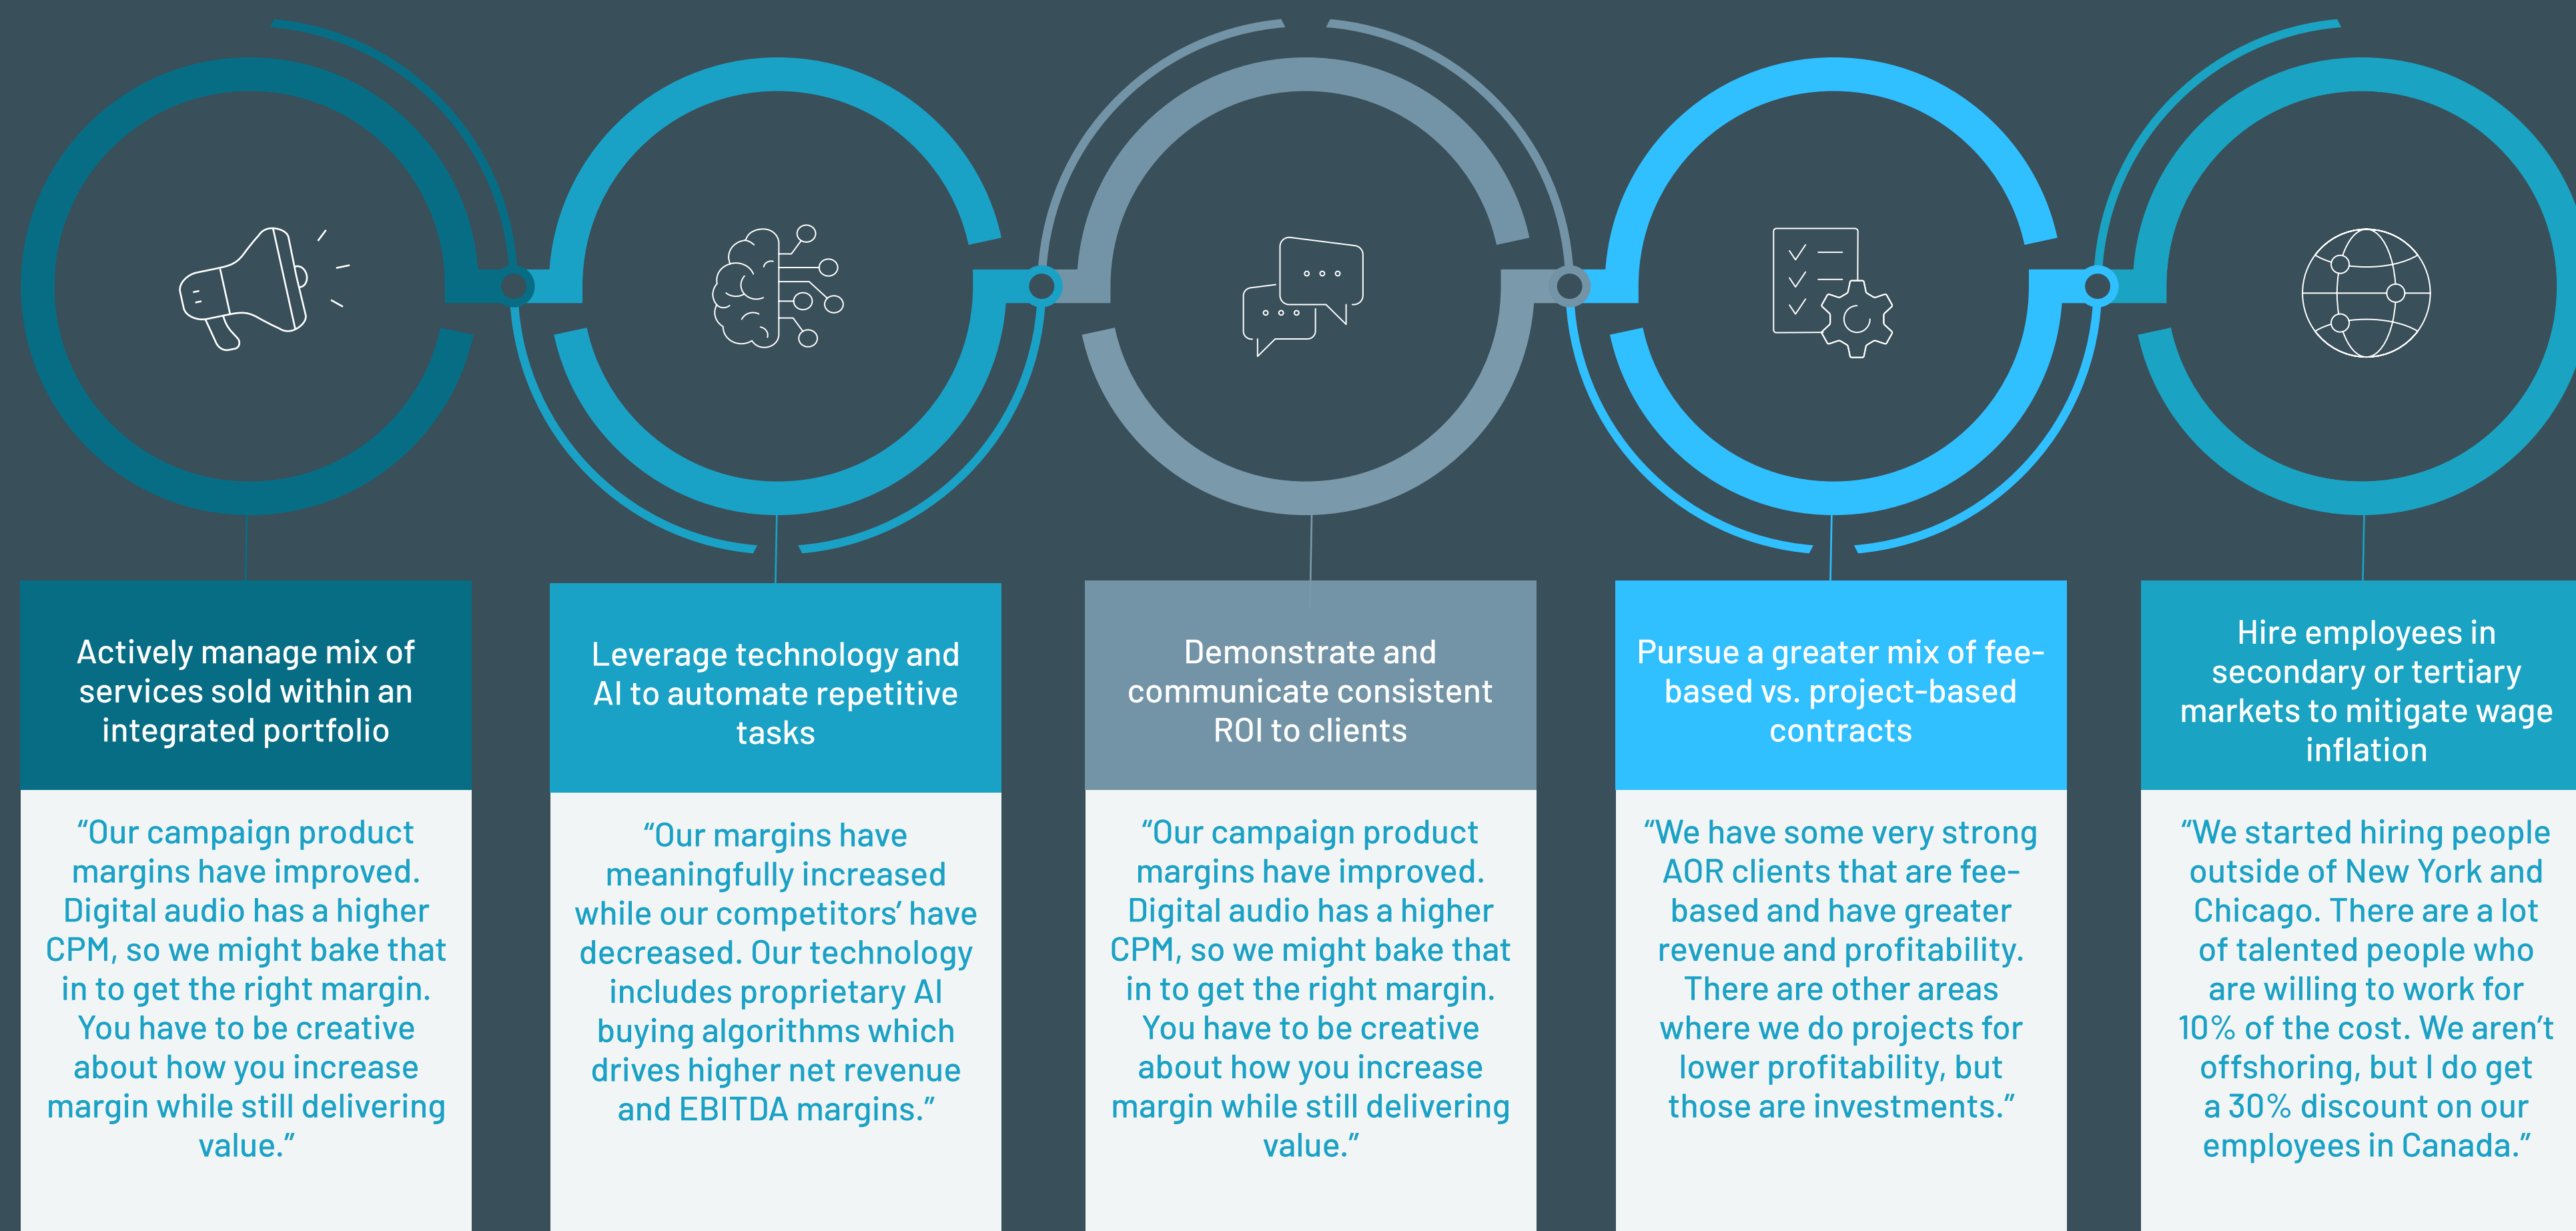 Actively manage mix of
services sold within an
integrated portfolio
“Our campaign product
margins have improved.
Digital audio has a higher
CPM, so we might bake that
in to get the right margin.
You have to be creative
about how you increase
margin while still delivering
value.”
Leverage technology and
AI to automate repetitive
tasks
“Our margins have
meaningfully increased
while our competitors’ have
decreased. Our technology
includes proprietary AI
buying algorithms which
drives higher net revenue
and EBITDA margins.”
Demonstrate and
communicate consistent
ROI to clients
“Our campaign product
margins have improved.
Digital audio has a higher
CPM, so we might bake that
in to get the right margin.
You have to be creative
about how you increase
margin while still delivering
value.”
Pursue a greater mix of fee-
based vs. project-based
contracts
“We have some very strong
AOR clients that are fee-
based and have greater
revenue and profitability.
There are other areas
where we do projects for
lower profitability, but
those are investments.”
Hire employees in
secondary or tertiary
markets to mitigate wage
inflation
“We started hiring people
outside of New York and
Chicago. There are a lot
of talented people who
are willing to work for
10% of the cost. We aren’t
offshoring, but I do get
a 30% discount on our
employees in Canada.”